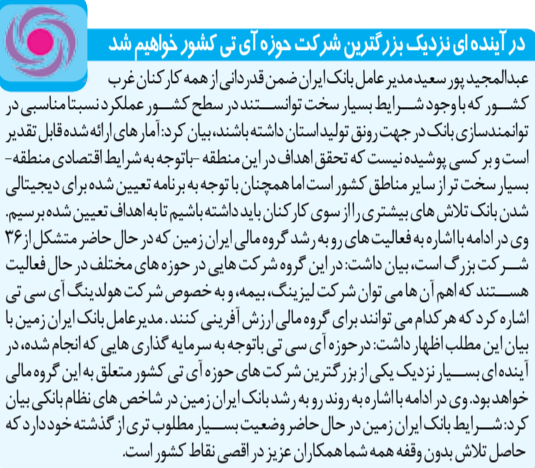 در آینده ای نزدیک بزرگترین شرکت حوزه آی تی کشور خواهیم شد
عبدالمجید پور سعید مدیر عامل بانک ایران ضمن قدردانی از همه کارکنان غرب
کشور که با وجود شرایط بسیار سخت توانستند در سطح کشور عملکرد نسبتا مناسبی در
توانمندسازی بانک در جهت رونق تولید استان داشته باشند، بیان کرد: آمار های ارائه شده قابل تقدیر
است و بر کسی پوشیده نیست که تحقق اهداف در این منطقه -باتوجه به شرایط اقتصادی منطقه-
بسیار سخت تر از سایر مناطق کشور است اما همچنان با توجه به برنامه تعیین شده برای دیجیتالی
شدن بانک تلاش های بیشتری را از سوی کارکنان باید داشته باشیم تا به اهداف تعیین شده برسیم.
وی در ادامه با اشاره به فعالیت های رو به رشد گروه مالی ایران زمین که در حال حاضر متشکل از ۳۶
شرکت بزرگ است، بیان داشت: در این گروه شرکت هایی در حوزه های مختلف در حال فعالیت
هستند که اهم آن ها می توان شرکت لیزینگ، بیمه، و به خصوص شرکت هولدینگ آی سی تی
اشاره کرد که هر کدام می توانند برای گروه مالی ارزش آفرینی کنند. مدیرعامل بانک ایران زمین با
بیان این مطلب اظهار داشت: در حوزه آی سی تی باتوجه به سرمایه گذاری هایی که انجام شده، در
آینده ای بسیار نزدیک یکی از بزرگترین شرکت های حوزه آی تی کشور متعلق به این گروه مالی
خواهد بود. وی در ادامه با اشاره به روند رو به رشد بانک ایران زمین در شاخص های نظام بانکی بیان
کرد: شرایط بانک ایران زمین در حال حاضر وضعیت بسیار مطلوب تری از گذشته خود دارد که
حاصل تلاش بدون وقفه همه شما همکاران عزیز در اقصی نقاط کشور است.